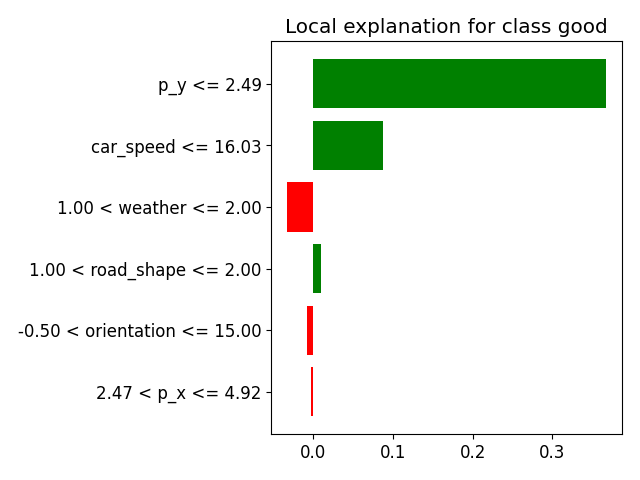 Local explanation for class good
p_y <= 2.49
car_speed <= 16.03
1.00 < weather <= 2.00
1.00 < road_shape <= 2.00
-0.50 < orientation <= 15.00
2.47 < p_x <= 4.92
0.0 0.1 0.2 0.3